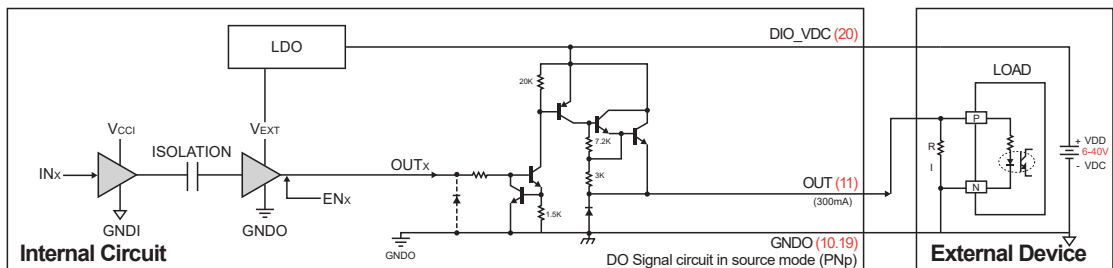 DIO_VDC (20)
LDO
LOAD
20K
VCCI
VEXT
ISOLATION
7.2K
P
R
I
+ VDD
6-40V
- VDC
INX
OUTX
3K
OUT (11)
(300mA)
N
ENX
1.5K
GNDI
GNDO
GNDO
GNDO (10.19)
Internal Circuit
DO Signal circuit in source mode (PNp)
External Device